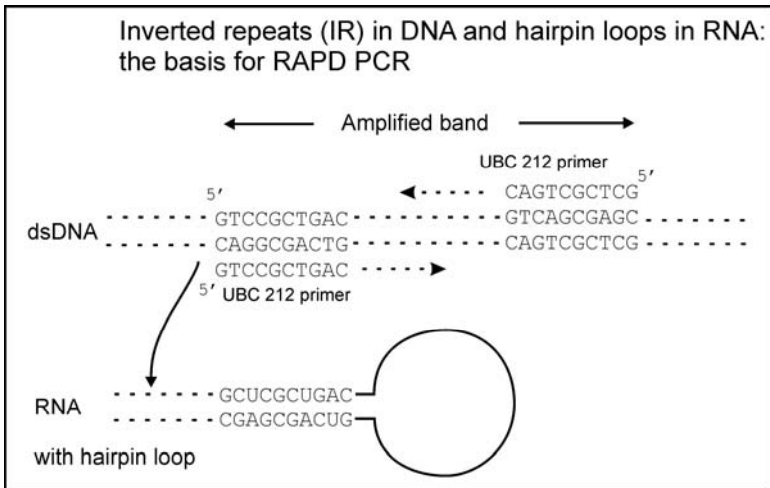 Inverted repeats (IR) in DNA and hairpin loops in RNA:
the basis for RAPD PCR
Amplified band
UBC 212 primer
5′
CAGTCGCTCG
5′
GTCCGCTGAC GTCAGCGAGC
dsDNA
CAGGCGACTG CAGTCGCTCG
GTCCGCTGAC
5′ UBC 212 primer
GCUCGCUGAC
RNA
CGAGCGACUG
with hairpin loop